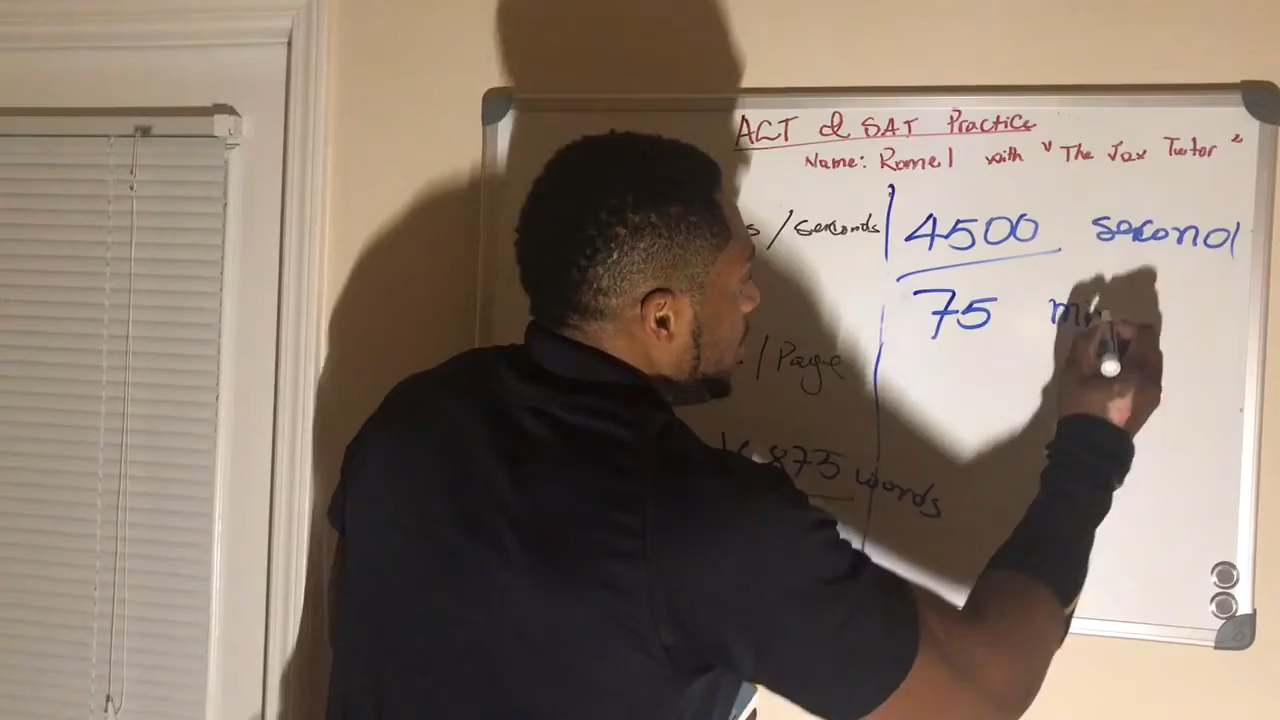 ACT & SAT Practice
Name: Romel with "The Jax Tutor"
/seconds
4500 second
75 mi
/Page
875 words